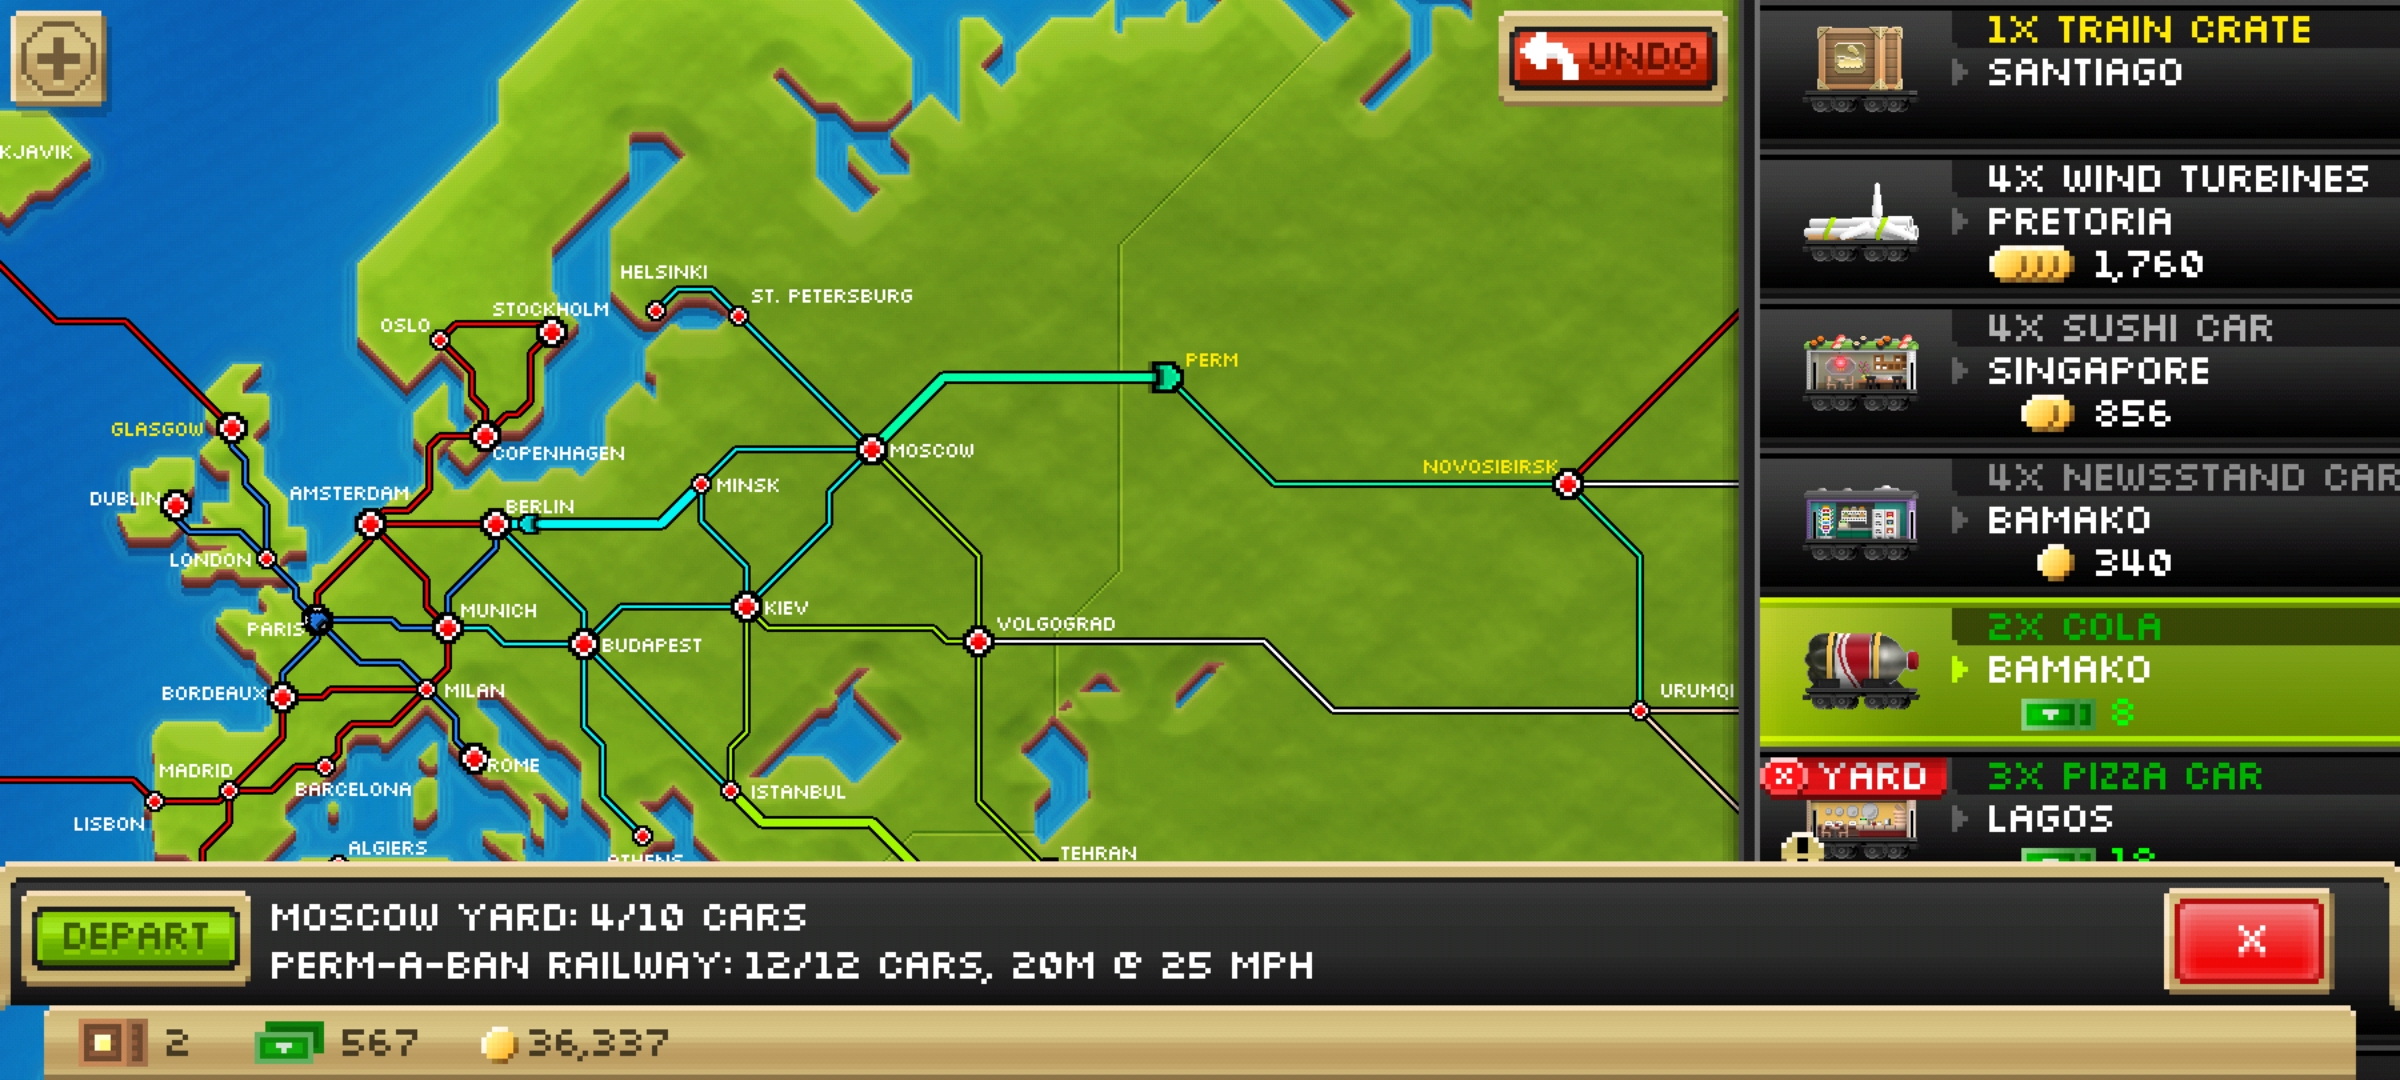 UNDO
KJAVIK
HELSINKI
ST. PETERSBURG
STOCKHOLM
OSLO
PERM
GLASGOW
COPENHAGEN
MOSCOW
NOVOSIBIRSK
DUBLIN
AMSTERDAM
BERLIN
MINSK
LONDON
PARIS
MUNICH
KIEV
VOLGOGRAD
BUDAPEST
BORDEAUX
MILAN
URUMQI
MADRID
BARCELONA
ROME
ISTANBUL
LISBON
ALGIERS
ATHENS
TEHRAN
1X TRAIN CRATE
SANTIAGO
4X WIND TURBINES
PRETORIA
1,760
4X SUSHI CAR
SINGAPORE
856
4X NEWSSTAND CAR
BAMAKO
340
2X COLA
BAMAKO
8
YARD
3X PIZZA CAR
LAGOS
DEPART
MOSCOW YARD: 4/10 CARS
PERM-A-BAN RAILWAY: 12/12 CARS, 20M @ 25 MPH
X
2
567
36,337